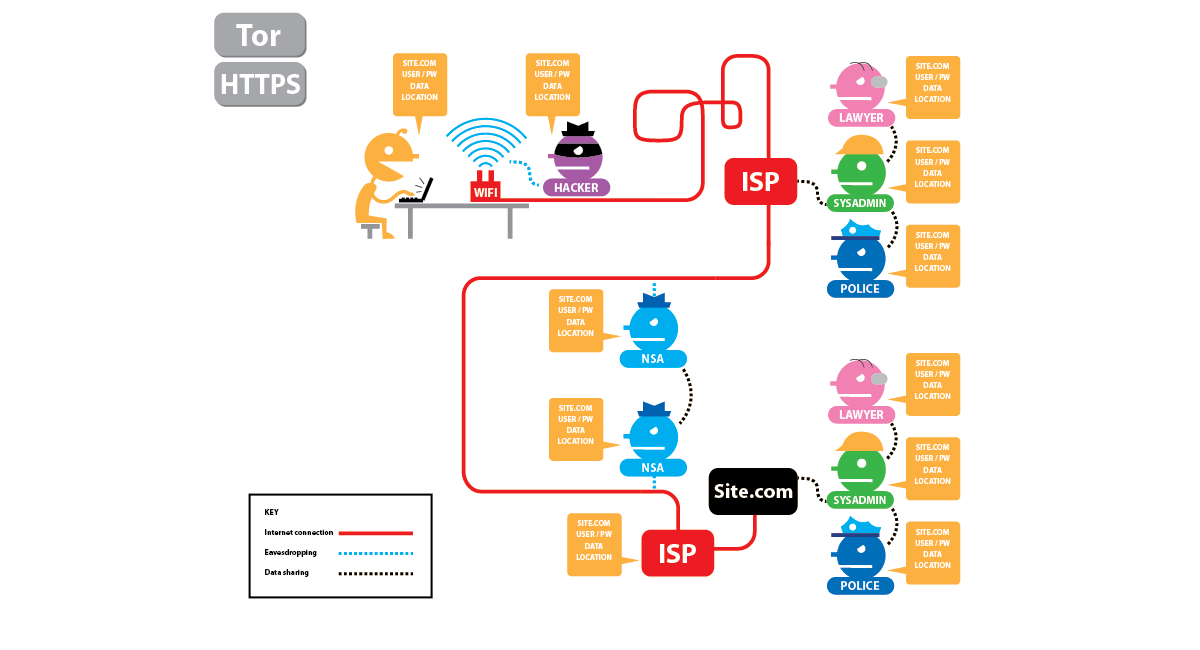 Tor
HTTPS
SITE.COM
USER / PW
DATA
LOCATION
SITE.COM
USER / PW
DATA
LOCATION
WIFI
HACKER
ISP
SITE.COM
USER / PW
DATA
LOCATION
LAWYER
SITE.COM
USER / PW
DATA
LOCATION
SYSADMIN
SITE.COM
USER / PW
DATA
LOCATION
POLICE
SITE.COM
USER / PW
DATA
LOCATION
NSA
SITE.COM
USER / PW
DATA
LOCATION
NSA
SITE.COM
USER / PW
DATA
LOCATION
LAWYER
SITE.COM
USER / PW
DATA
LOCATION
SYSADMIN
SITE.COM
USER / PW
DATA
LOCATION
POLICE
Site.com
SITE.COM
USER / PW
DATA
LOCATION
ISP
KEY
Internet connection
Eavesdropping
Data sharing